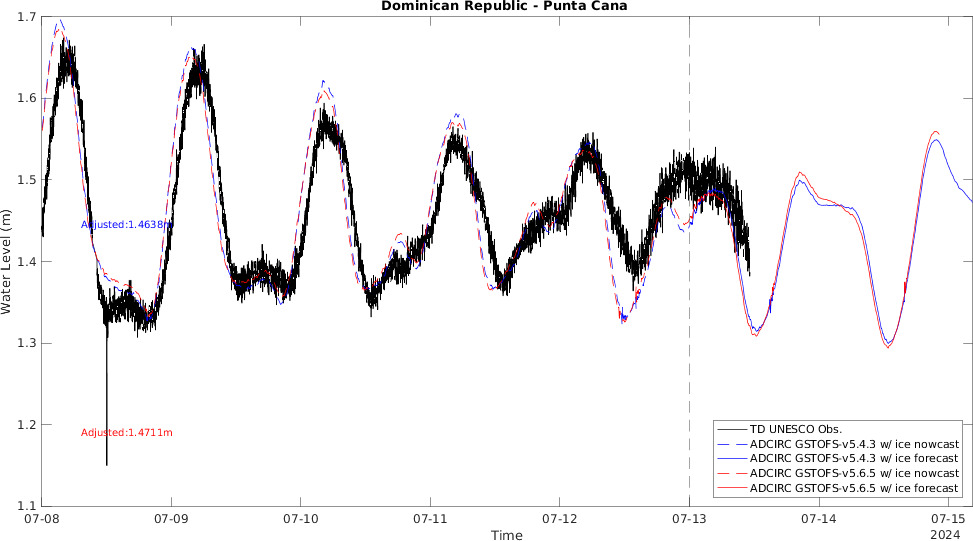 Dominican Republic - Punta Cana
Water Level (m)
1.7
1.6
1.5
1.4
1.3
1.2
1.1
Adjusted:1.4638m
Adjusted:1.4711m
TD UNESCO Obs.
ADCIRC GSTOFS-v5.4.3 w/ ice nowcast
ADCIRC GSTOFS-v5.4.3 w/ ice forecast
ADCIRC GSTOFS-v5.6.5 w/ ice nowcast
ADCIRC GSTOFS-v5.6.5 w/ ice forecast
07-08 07-09 07-10 07-11 07-12 07-13 07-14 07-15
Time
2024